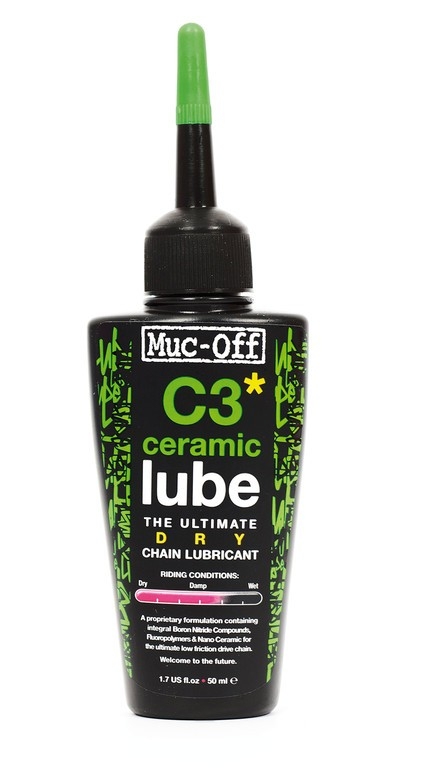 Muc-Off
C3*
ceramic
lube
THE ULTIMATE
DRY
CHAIN LUBRICANT
RIDING CONDITIONS:
Dry Damp Wet
A proprietary formulation containing
integral Boron Nitride Compounds,
Fluoropolymers & Nano Ceramic for
the ultimate low friction drive chain.
Welcome to the future.
1.7 US fl.oz • 50 ml ℮